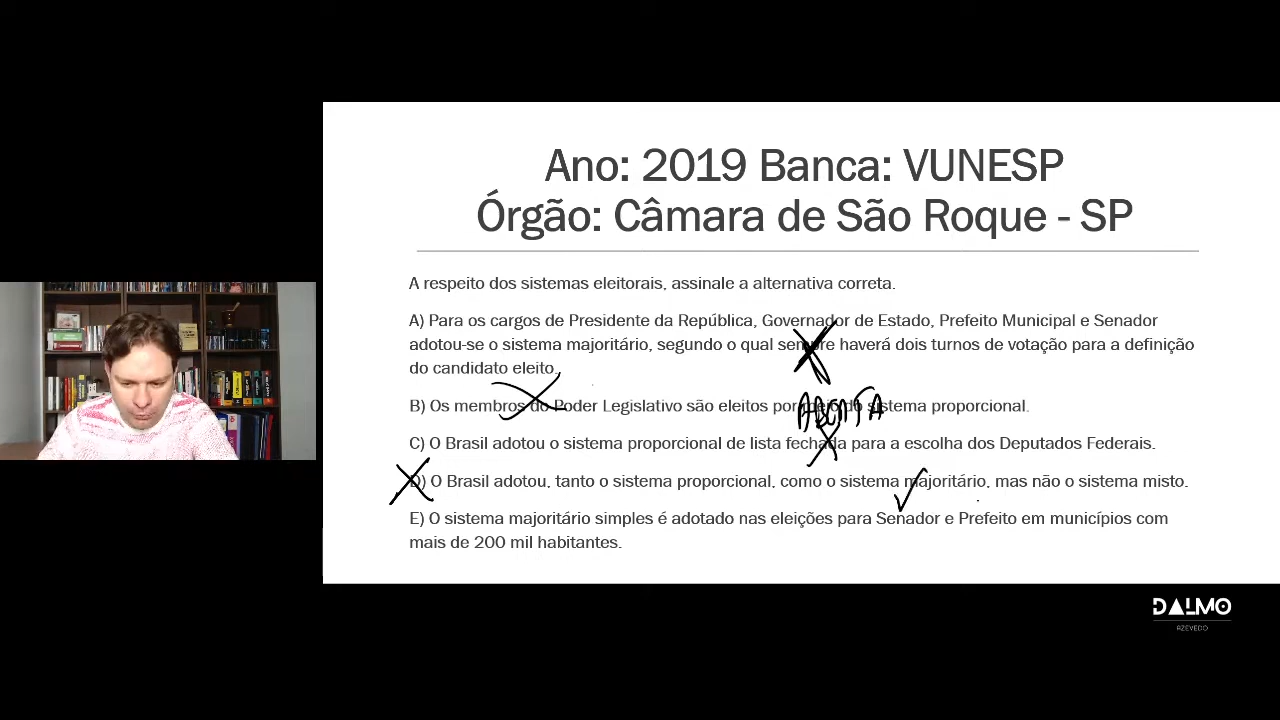 Ano: 2019 Banca: VUNESP
Órgão: Câmara de São Roque - SP
A respeito dos sistemas eleitorais, assinale a alternativa correta.
A) Para os cargos de Presidente da República, Governador de Estado, Prefeito Municipal e Senador
adotou-se o sistema majoritário, segundo o qual sempre haverá dois turnos de votação para a definição
do candidato eleito.
B) Os membros do Poder Legislativo são eleitos por meio do sistema proporcional.
ABERTA
C) O Brasil adotou o sistema proporcional de lista fechada para a escolha dos Deputados Federais.
D) O Brasil adotou, tanto o sistema proporcional, como o sistema majoritário, mas não o sistema misto.
E) O sistema majoritário simples é adotado nas eleições para Senador e Prefeito em municípios com
mais de 200 mil habitantes.
DALMO
AZEVEDO